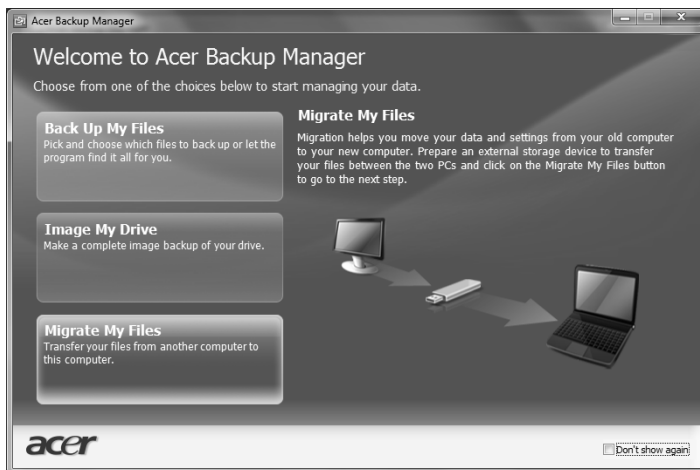 Acer Backup Manager
Welcome to Acer Backup Manager
Choose from one of the choices below to start managing your data.
Back Up My Files
Pick and choose which files to back up or let the
program find it all for you.
Image My Drive
Make a complete image backup of your drive.
Migrate My Files
Transfer your files from another computer to
this computer.
Migrate My Files
Migration helps you move your data and settings from your old computer
to your new computer. Prepare an external storage device to transfer
your files between the two PCs and click on the Migrate My Files button
to go to the next step.
acer
Don't show again